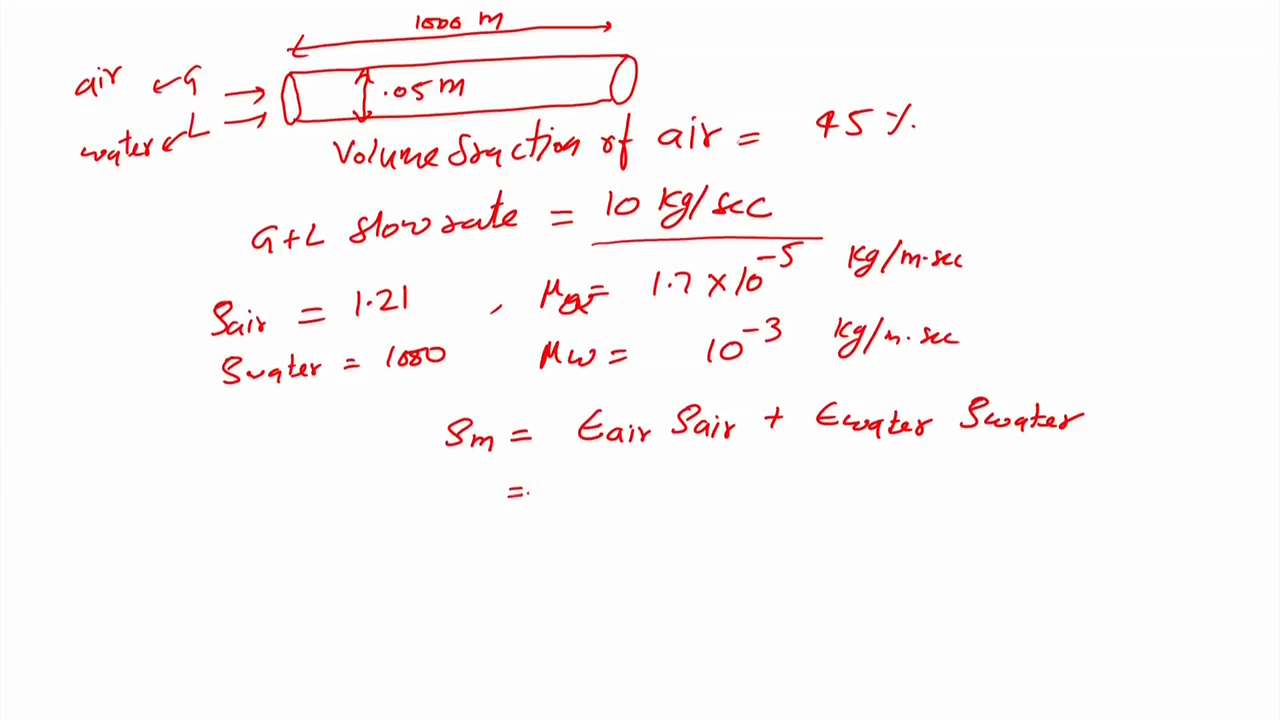 1000 m
air ← G
.05 m
water ← L
Volume fraction of air = 45 %
G+L flow rate = 10 kg/sec
ρair = 1.21 , μa = 1.7 × 10⁻⁵ kg/m·sec
ρwater = 1000 μw = 10⁻³ kg/m·sec
ρm = ϵair ρair + ϵwater ρwater
=